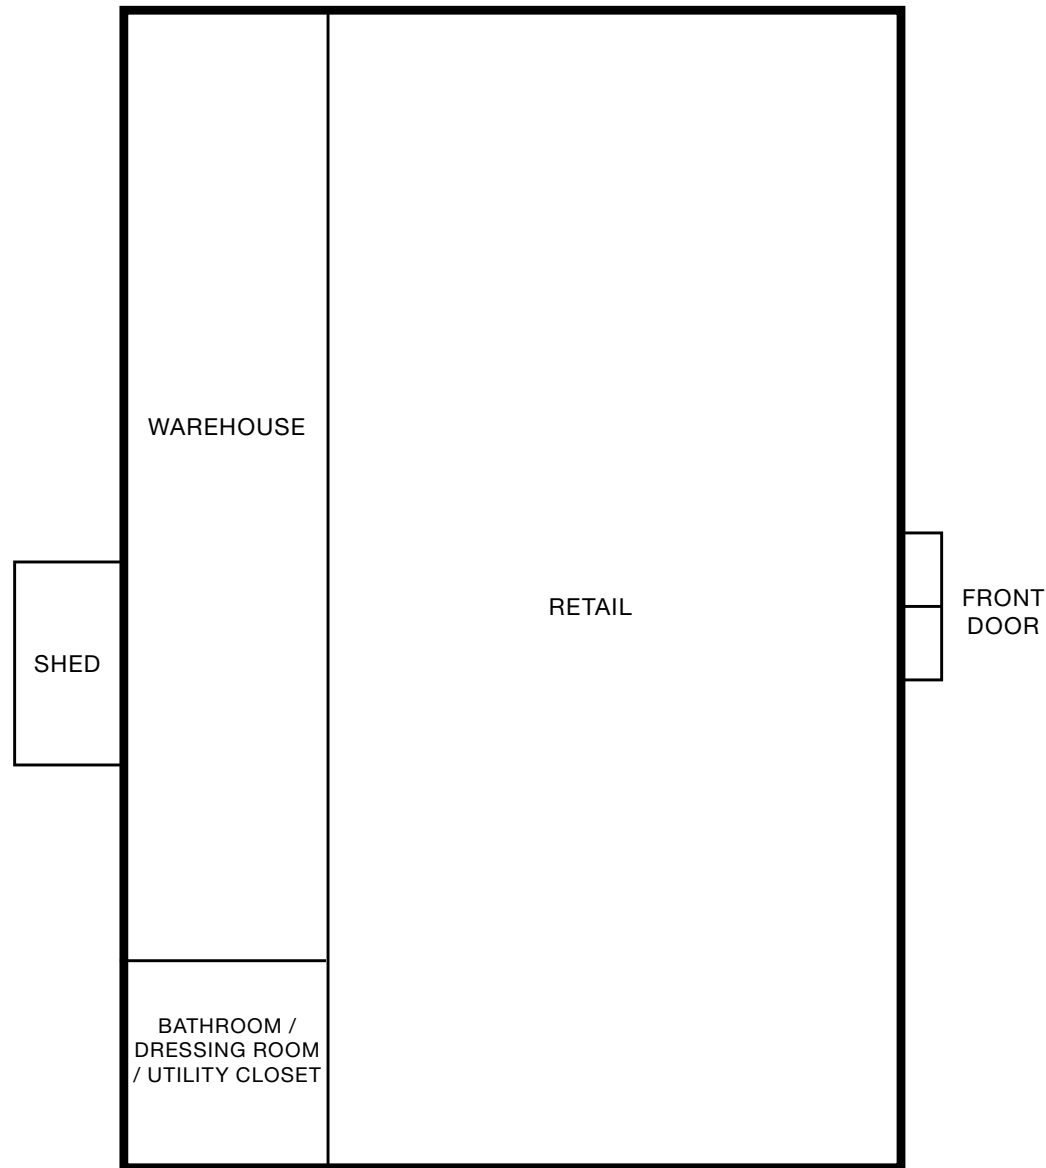 WAREHOUSE
RETAIL
FRONT
DOOR
SHED
BATHROOM /
DRESSING ROOM
/ UTILITY CLOSET